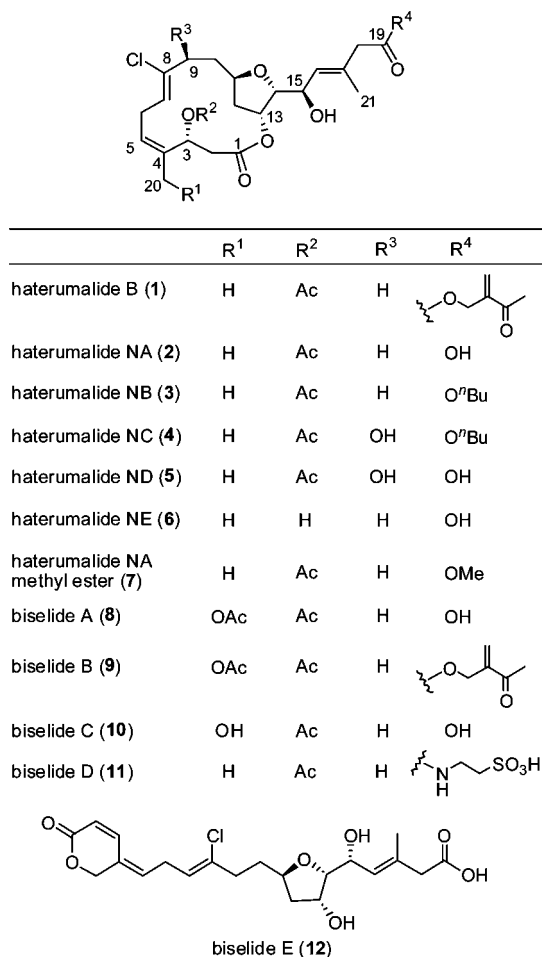 R³
R⁴
Cl
8
9
O
15
19
O
OH
21
OR²
13
5
4
3
1
O
O
20
R¹
R¹ R² R³ R⁴
haterumalide B (1) H Ac H O O
haterumalide NA (2) H Ac H OH
haterumalide NB (3) H Ac H OⁿBu
haterumalide NC (4) H Ac OH OⁿBu
haterumalide ND (5) H Ac OH OH
haterumalide NE (6) H H H OH
haterumalide NA
methyl ester (7) H Ac H OMe
biselide A (8) OAc Ac H OH
biselide B (9) OAc Ac H O O
biselide C (10) OH Ac H OH
biselide D (11) H Ac H N H SO₃H
O
O
Cl
O
HO
O
OH
OH
biselide E (12)